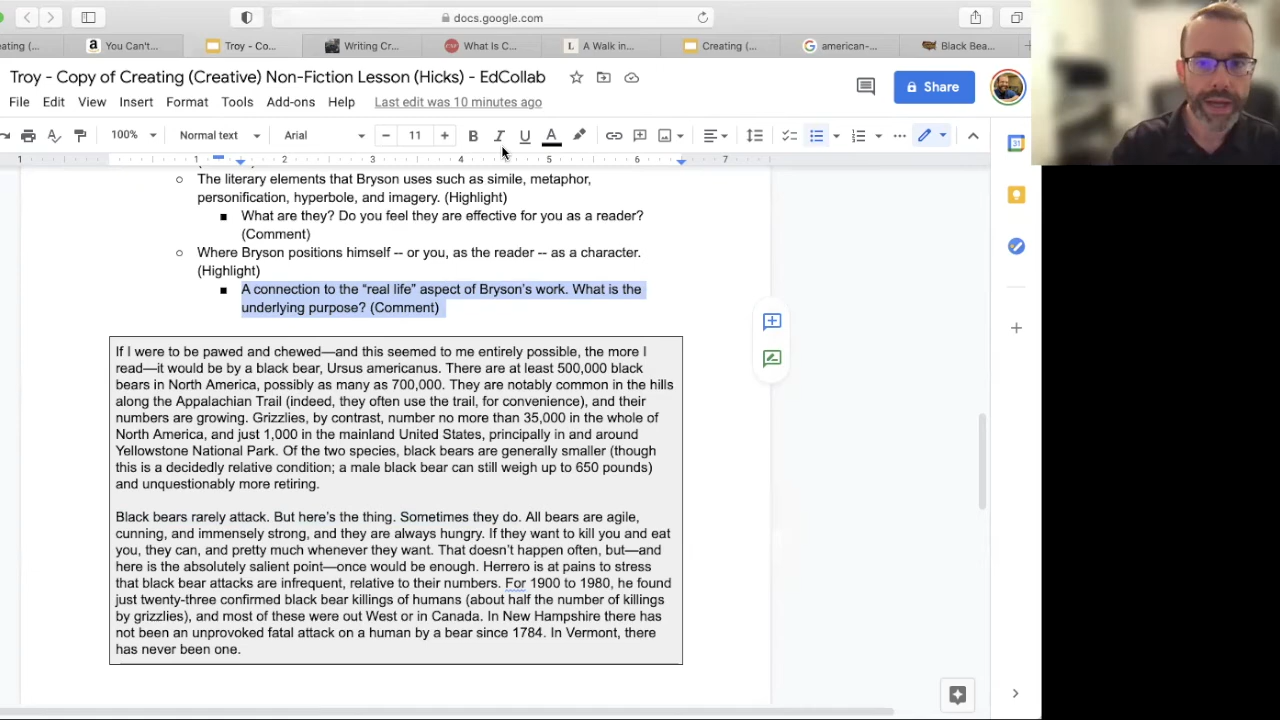 docs.google.com
ating (...
You Can't...
Troy - Co...
Writing Cr...
What Is C...
A Walk in...
Creating (...
american-...
Black Bea...
Troy - Copy of Creating (Creative) Non-Fiction Lesson (Hicks) - EdCollab
File Edit View Insert Format Tools Add-ons Help Last edit was 10 minutes ago
Share
100% Normal text Arial 11 B I U A
1 1 2 3 4 5 6 7
The literary elements that Bryson uses such as simile, metaphor,
personification, hyperbole, and imagery. (Highlight)
What are they? Do you feel they are effective for you as a reader?
(Comment)
Where Bryson positions himself -- or you, as the reader -- as a character.
(Highlight)
A connection to the “real life” aspect of Bryson’s work. What is the
underlying purpose? (Comment)
If I were to be pawed and chewed—and this seemed to me entirely possible, the more I
read—it would be by a black bear, Ursus americanus. There are at least 500,000 black
bears in North America, possibly as many as 700,000. They are notably common in the hills
along the Appalachian Trail (indeed, they often use the trail, for convenience), and their
numbers are growing. Grizzlies, by contrast, number no more than 35,000 in the whole of
North America, and just 1,000 in the mainland United States, principally in and around
Yellowstone National Park. Of the two species, black bears are generally smaller (though
this is a decidedly relative condition; a male black bear can still weigh up to 650 pounds)
and unquestionably more retiring.
Black bears rarely attack. But here’s the thing. Sometimes they do. All bears are agile,
cunning, and immensely strong, and they are always hungry. If they want to kill you and eat
you, they can, and pretty much whenever they want. That doesn’t happen often, but—and
here is the absolutely salient point—once would be enough. Herrero is at pains to stress
that black bear attacks are infrequent, relative to their numbers. For 1900 to 1980, he found
just twenty-three confirmed black bear killings of humans (about half the number of killings
by grizzlies), and most of these were out West or in Canada. In New Hampshire there has
not been an unprovoked fatal attack on a human by a bear since 1784. In Vermont, there
has never been one.